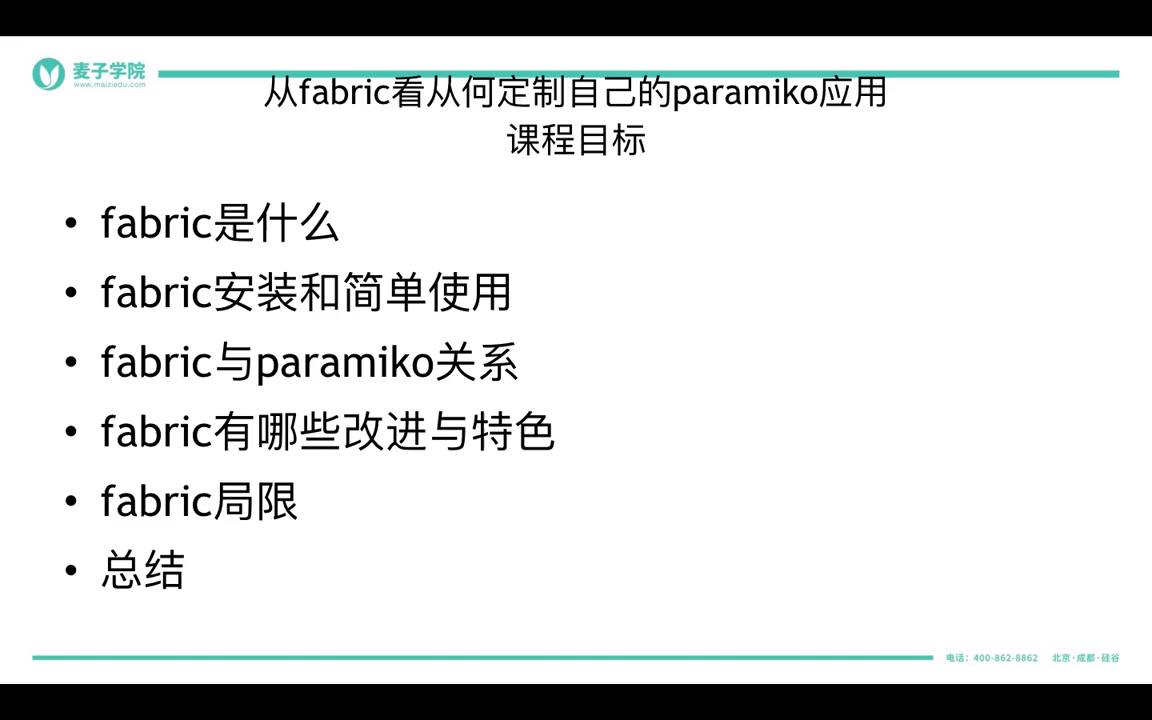 麦子学院
www.maiziedu.com
从fabric看从何定制自己的paramiko应用
课程目标
• fabric是什么
• fabric安装和简单使用
• fabric与paramiko关系
• fabric有哪些改进与特色
• fabric局限
• 总结
电话：400-862-8862 北京·成都·硅谷